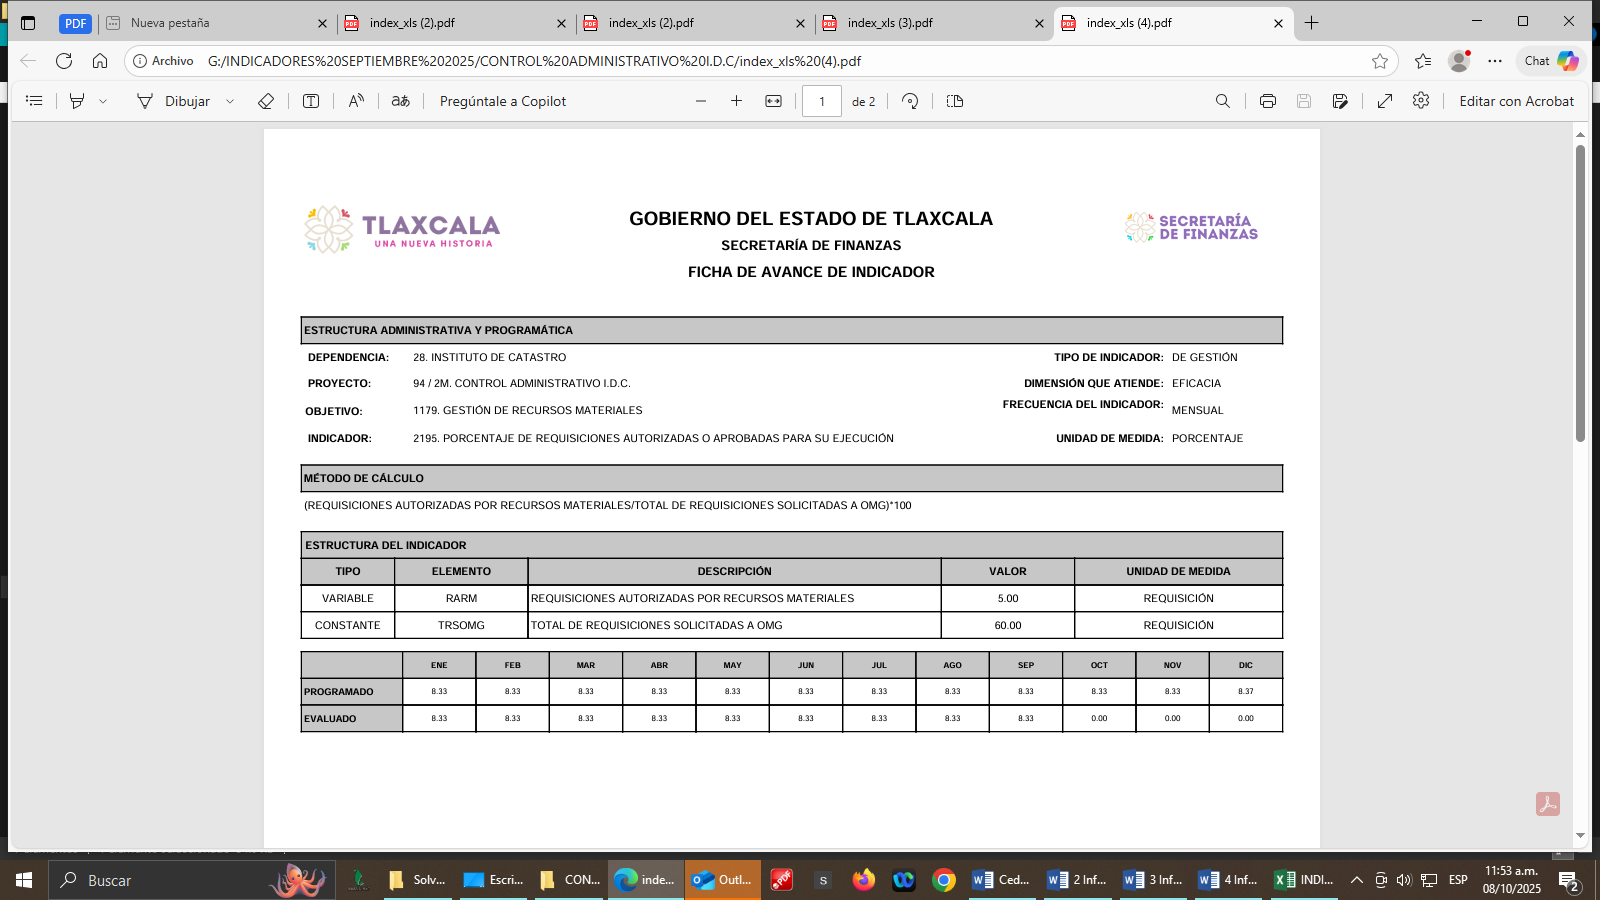 PDF
Nueva pestaña
index_xls (2).pdf
index_xls (2).pdf
index_xls (3).pdf
index_xls (4).pdf
Archivo
G:/INDICADORES%20SEPTIEMBRE%202025/CONTROL%20ADMINISTRATIVO%20I.D.C/index_xls%20(4).pdf
Chat
Dibujar
Pregúntale a Copilot
1 de 2
Editar con Acrobat
TLAXCALA
UNA NUEVA HISTORIA
GOBIERNO DEL ESTADO DE TLAXCALA
SECRETARÍA DE FINANZAS
FICHA DE AVANCE DE INDICADOR
SECRETARÍA
DE FINANZAS
ESTRUCTURA ADMINISTRATIVA Y PROGRAMÁTICA
DEPENDENCIA: 28. INSTITUTO DE CATASTRO TIPO DE INDICADOR: DE GESTIÓN
PROYECTO: 94 / 2M. CONTROL ADMINISTRATIVO I.D.C. DIMENSIÓN QUE ATIENDE: EFICACIA
OBJETIVO: 1179. GESTIÓN DE RECURSOS MATERIALES FRECUENCIA DEL INDICADOR: MENSUAL
INDICADOR: 2195. PORCENTAJE DE REQUISICIONES AUTORIZADAS O APROBADAS PARA SU EJECUCIÓN UNIDAD DE MEDIDA: PORCENTAJE
MÉTODO DE CÁLCULO
(REQUISICIONES AUTORIZADAS POR RECURSOS MATERIALES/TOTAL DE REQUISICIONES SOLICITADAS A OMG)*100
ESTRUCTURA DEL INDICADOR
TIPO ELEMENTO DESCRIPCIÓN VALOR UNIDAD DE MEDIDA
VARIABLE RARM REQUISICIONES AUTORIZADAS POR RECURSOS MATERIALES 5.00 REQUISICIÓN
CONSTANTE TRSOMG TOTAL DE REQUISICIONES SOLICITADAS A OMG 60.00 REQUISICIÓN
ENE FEB MAR ABR MAY JUN JUL AGO SEP OCT NOV DIC
PROGRAMADO 8.33 8.33 8.33 8.33 8.33 8.33 8.33 8.33 8.33 8.33 8.33 8.37
EVALUADO 8.33 8.33 8.33 8.33 8.33 8.33 8.33 8.33 8.33 0.00 0.00 0.00
Buscar
Solv...
Escri...
CON...
inde...
Outl...
Ced...
2 Inf...
3 Inf...
4 Inf...
INDI...
ESP
11:53 a.m.
08/10/2025
2